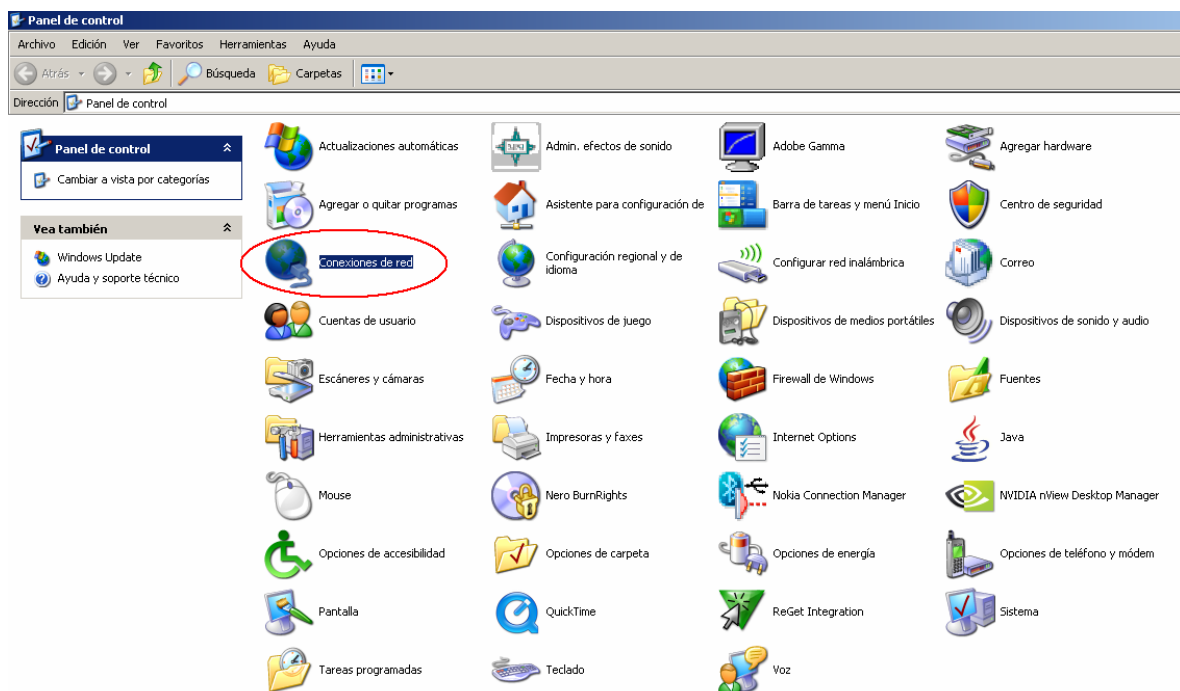 Panel de control
Archivo Edición Ver Favoritos Herramientas Ayuda
Atrás Búsqueda Carpetas
Dirección Panel de control
Panel de control
Cambiar a vista por categorías
Vea también
Windows Update
Ayuda y soporte técnico
Actualizaciones automáticas
Admin. efectos de sonido
Adobe Gamma
Agregar hardware
Agregar o quitar programas
Asistente para configuración de
Barra de tareas y menú Inicio
Centro de seguridad
Conexiones de red
Configuración regional y de
idioma
Configurar red inalámbrica
Correo
Cuentas de usuario
Dispositivos de juego
Dispositivos de medios portátiles
Dispositivos de sonido y audio
Escáneres y cámaras
Fecha y hora
Firewall de Windows
Fuentes
Herramientas administrativas
Impresoras y faxes
Internet Options
Java
Mouse
Nero BurnRights
Nokia Connection Manager
NVIDIA nView Desktop Manager
Opciones de accesibilidad
Opciones de carpeta
Opciones de energía
Opciones de teléfono y módem
Pantalla
QuickTime
ReGet Integration
Sistema
Tareas programadas
Teclado
Voz